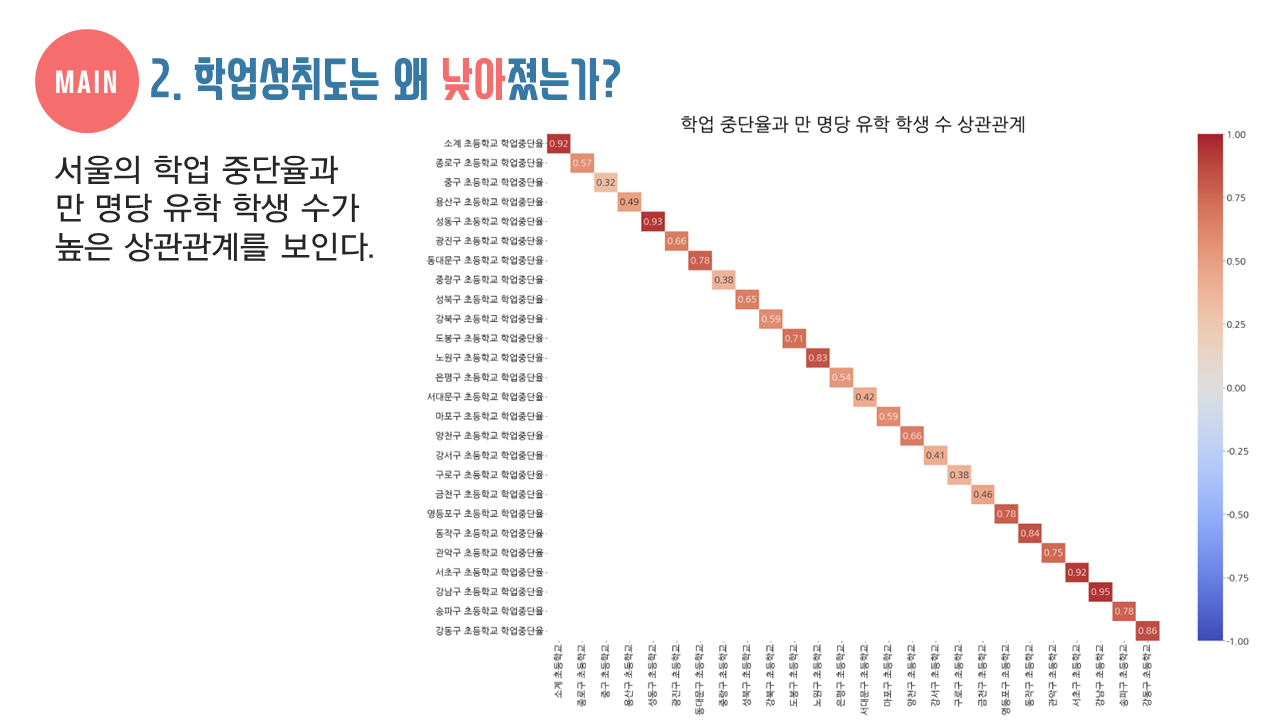 MAIN
2. 학업성취도는 왜 낮아졌는가?
서울의 학업 중단율과
만 명당 유학 학생 수가
높은 상관관계를 보인다.
학업 중단율과 만 명당 유학 학생 수 상관관계
소계 초등학교 학업중단율 0.92
종로구 초등학교 학업중단율 0.57
중구 초등학교 학업중단율 0.32
용산구 초등학교 학업중단율 0.49
성동구 초등학교 학업중단율 0.93
광진구 초등학교 학업중단율 0.66
동대문구 초등학교 학업중단율 0.78
중랑구 초등학교 학업중단율 0.38
성북구 초등학교 학업중단율 0.65
강북구 초등학교 학업중단율 0.59
도봉구 초등학교 학업중단율 0.71
노원구 초등학교 학업중단율 0.83
은평구 초등학교 학업중단율 0.54
서대문구 초등학교 학업중단율 0.42
마포구 초등학교 학업중단율 0.59
양천구 초등학교 학업중단율 0.66
강서구 초등학교 학업중단율 0.41
구로구 초등학교 학업중단율 0.38
금천구 초등학교 학업중단율 0.46
영등포구 초등학교 학업중단율 0.78
동작구 초등학교 학업중단율 0.84
관악구 초등학교 학업중단율 0.75
서초구 초등학교 학업중단율 0.92
강남구 초등학교 학업중단율 0.95
송파구 초등학교 학업중단율 0.78
강동구 초등학교 학업중단율 0.86
소계 초등학교
종로구 초등학교
중구 초등학교
용산구 초등학교
성동구 초등학교
광진구 초등학교
동대문구 초등학교
중랑구 초등학교
성북구 초등학교
강북구 초등학교
도봉구 초등학교
노원구 초등학교
은평구 초등학교
서대문구 초등학교
마포구 초등학교
양천구 초등학교
강서구 초등학교
구로구 초등학교
금천구 초등학교
영등포구 초등학교
동작구 초등학교
관악구 초등학교
서초구 초등학교
강남구 초등학교
송파구 초등학교
강동구 초등학교
1.00
0.75
0.50
0.25
0.00
-0.25
-0.50
-0.75
-1.00